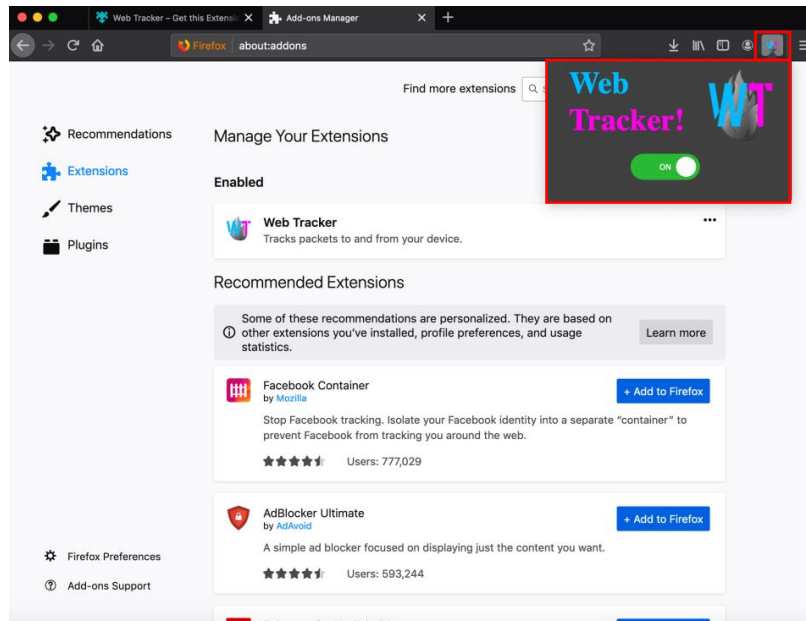 Web Tracker – Get this Extensio
Add-ons Manager
Firefox about:addons
Find more extensions
Web
Tracker!
WT
ON
Recommendations
Extensions
Themes
Plugins
Manage Your Extensions
Enabled
WT
Web Tracker
Tracks packets to and from your device.
Recommended Extensions
Some of these recommendations are personalized. They are based on
other extensions you've installed, profile preferences, and usage
statistics.
Learn more
Facebook Container
by Mozilla
+ Add to Firefox
Stop Facebook tracking. Isolate your Facebook identity into a separate “container” to
prevent Facebook from tracking you around the web.
Users: 777,029
AdBlocker Ultimate
by AdAvoid
+ Add to Firefox
A simple ad blocker focused on displaying just the content you want.
Users: 593,244
Firefox Preferences
Add-ons Support